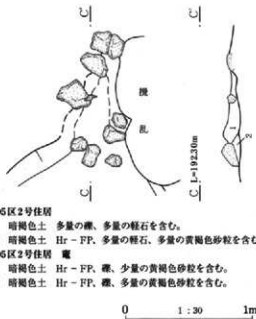 C
C
撹
乱
1
2
L=192.30m
C
C
6区2号住居
暗褐色土 多量の礫、多量の軽石を含む。
暗褐色土 Hr-FP、多量の軽石、多量の黄褐色砂粒を含む
6区2号住居 竈
暗褐色土 Hr-FP、礫、少量の黄褐色砂粒を含む。
暗褐色土 Hr-FP、礫、多量の黄褐色砂粒を含む。
0 1:30 1m